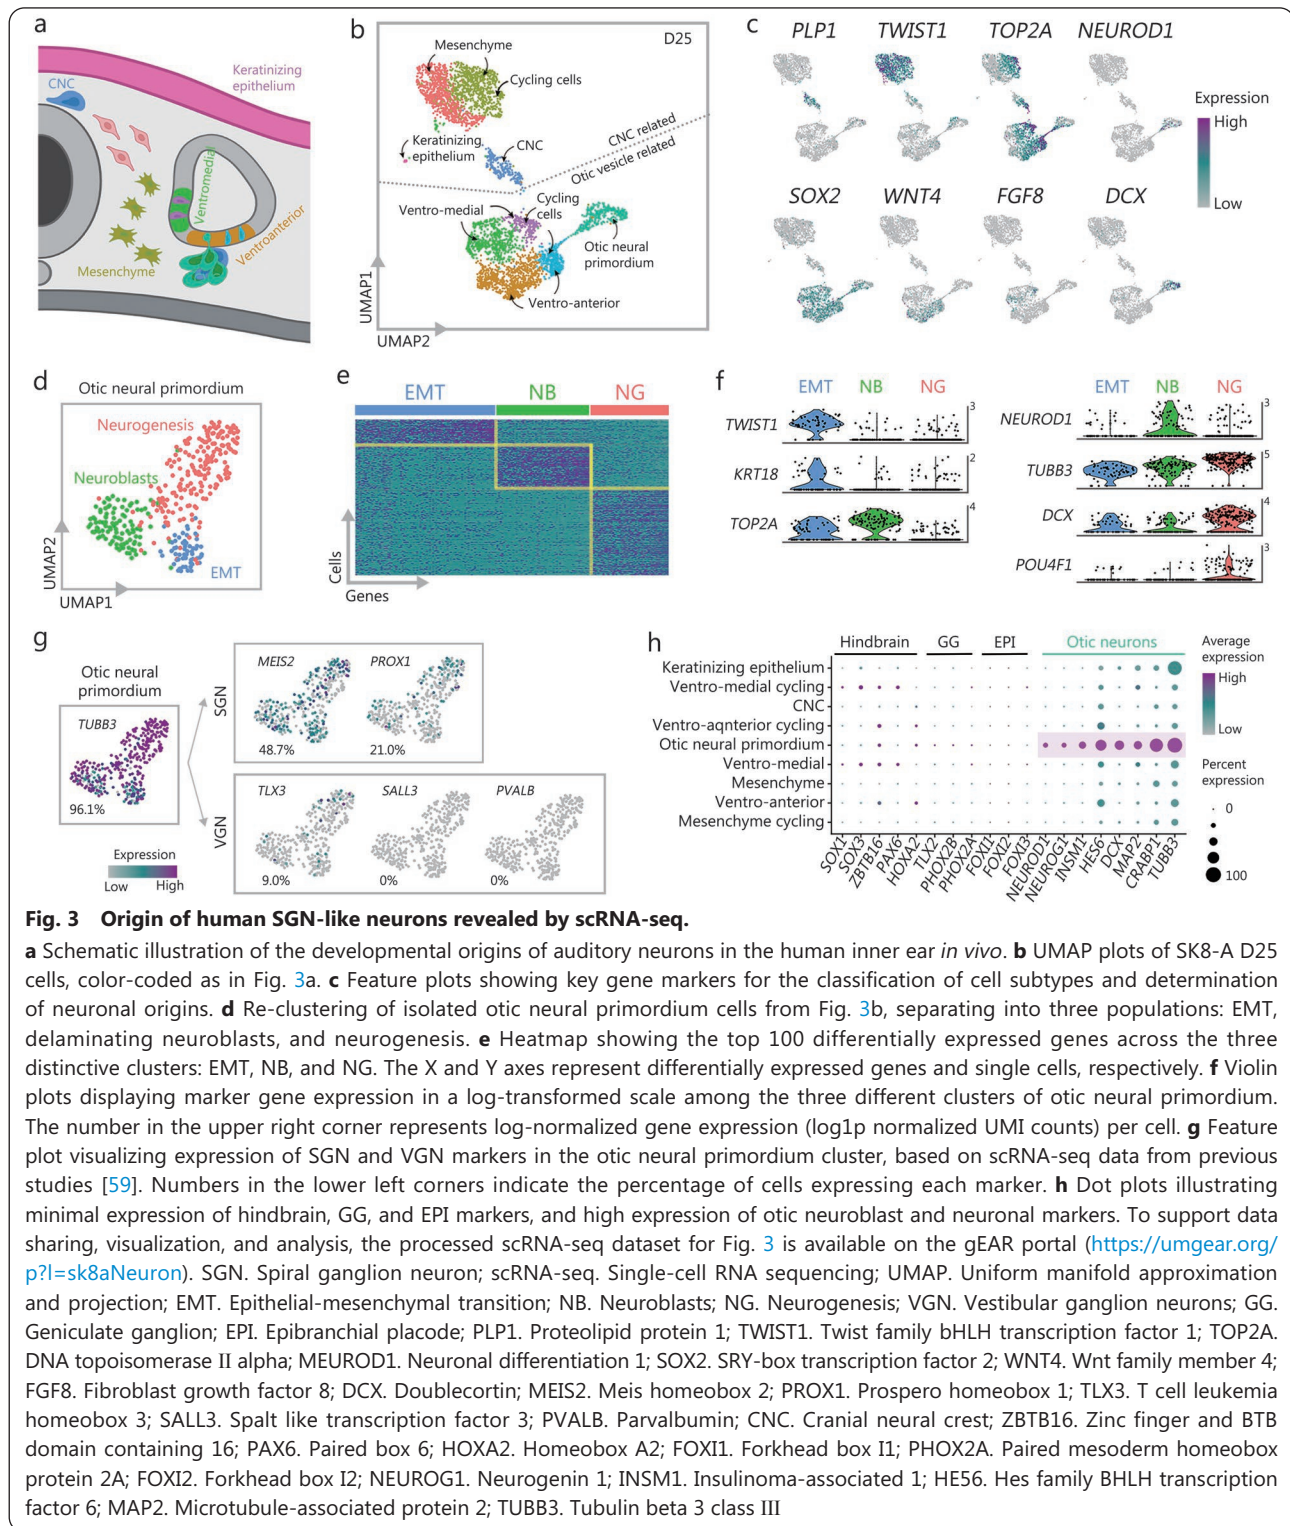 a
Keratinizing
epithelium
CNC
Ventromedial
Ventroanterior
Mesenchyme
b
D25
Mesenchyme
Cycling cells
Keratinizing
epithelium
CNC
CNC related
Otic vesicle related
Ventro-medial
Cycling
cells
Otic neural
primordium
Ventro-anterior
UMAP1
UMAP2
c
PLP1 TWIST1 TOP2A NEUROD1
Expression
High
Low
SOX2 WNT4 FGF8 DCX
d
Otic neural primordium
Neurogenesis
Neuroblasts
EMT
UMAP2
UMAP1
e
EMT NB NG
Cells
Genes
f
EMT NB NG
TWIST1 3
KRT18 2
TOP2A 4
EMT NB NG
NEUROD1 3
TUBB3 5
DCX 4
POU4F1 3
g
Otic neural
primordium
TUBB3
96.1%
Expression
Low High
SGN
MEIS2 PROX1
48.7% 21.0%
VGN
TLX3 SALL3 PVALB
9.0% 0% 0%
h
Hindbrain GG EPI Otic neurons
Keratinizing epithelium
Ventro-medial cycling
CNC
Ventro-aqnterior cycling
Otic neural primordium
Ventro-medial
Mesenchyme
Ventro-anterior
Mesenchyme cycling
SOX1 SOX3 ZBTB16 PAX6 HOXA2 TLX2 PHOX2B PHOX2A FOXI1 FOXI2 FOXI3 NEUROD1 NEUROG1 INSM1 HES6 DCX MAP2 CRABP1 TUBB3
Average
expression
High
Low
Percent
expression
0
100
Fig. 3 Origin of human SGN-like neurons revealed by scRNA-seq.
a Schematic illustration of the developmental origins of auditory neurons in the human inner ear in vivo. b UMAP plots of SK8-A D25
cells, color-coded as in Fig. 3a. c Feature plots showing key gene markers for the classification of cell subtypes and determination
of neuronal origins. d Re-clustering of isolated otic neural primordium cells from Fig. 3b, separating into three populations: EMT,
delaminating neuroblasts, and neurogenesis. e Heatmap showing the top 100 differentially expressed genes across the three
distinctive clusters: EMT, NB, and NG. The X and Y axes represent differentially expressed genes and single cells, respectively. f Violin
plots displaying marker gene expression in a log-transformed scale among the three different clusters of otic neural primordium.
The number in the upper right corner represents log-normalized gene expression (log1p normalized UMI counts) per cell. g Feature
plot visualizing expression of SGN and VGN markers in the otic neural primordium cluster, based on scRNA-seq data from previous
studies [59]. Numbers in the lower left corners indicate the percentage of cells expressing each marker. h Dot plots illustrating
minimal expression of hindbrain, GG, and EPI markers, and high expression of otic neuroblast and neuronal markers. To support data
sharing, visualization, and analysis, the processed scRNA-seq dataset for Fig. 3 is available on the gEAR portal (https://umgear.org/
p?l=sk8aNeuron). SGN. Spiral ganglion neuron; scRNA-seq. Single-cell RNA sequencing; UMAP. Uniform manifold approximation
and projection; EMT. Epithelial-mesenchymal transition; NB. Neuroblasts; NG. Neurogenesis; VGN. Vestibular ganglion neurons; GG.
Geniculate ganglion; EPI. Epibranchial placode; PLP1. Proteolipid protein 1; TWIST1. Twist family bHLH transcription factor 1; TOP2A.
DNA topoisomerase II alpha; MEUROD1. Neuronal differentiation 1; SOX2. SRY-box transcription factor 2; WNT4. Wnt family member 4;
FGF8. Fibroblast growth factor 8; DCX. Doublecortin; MEIS2. Meis homeobox 2; PROX1. Prospero homeobox 1; TLX3. T cell leukemia
homeobox 3; SALL3. Spalt like transcription factor 3; PVALB. Parvalbumin; CNC. Cranial neural crest; ZBTB16. Zinc finger and BTB
domain containing 16; PAX6. Paired box 6; HOXA2. Homeobox A2; FOXI1. Forkhead box I1; PHOX2A. Paired mesoderm homeobox
protein 2A; FOXI2. Forkhead box I2; NEUROG1. Neurogenin 1; INSM1. Insulinoma-associated 1; HE56. Hes family BHLH transcription
factor 6; MAP2. Microtubule-associated protein 2; TUBB3. Tubulin beta 3 class III